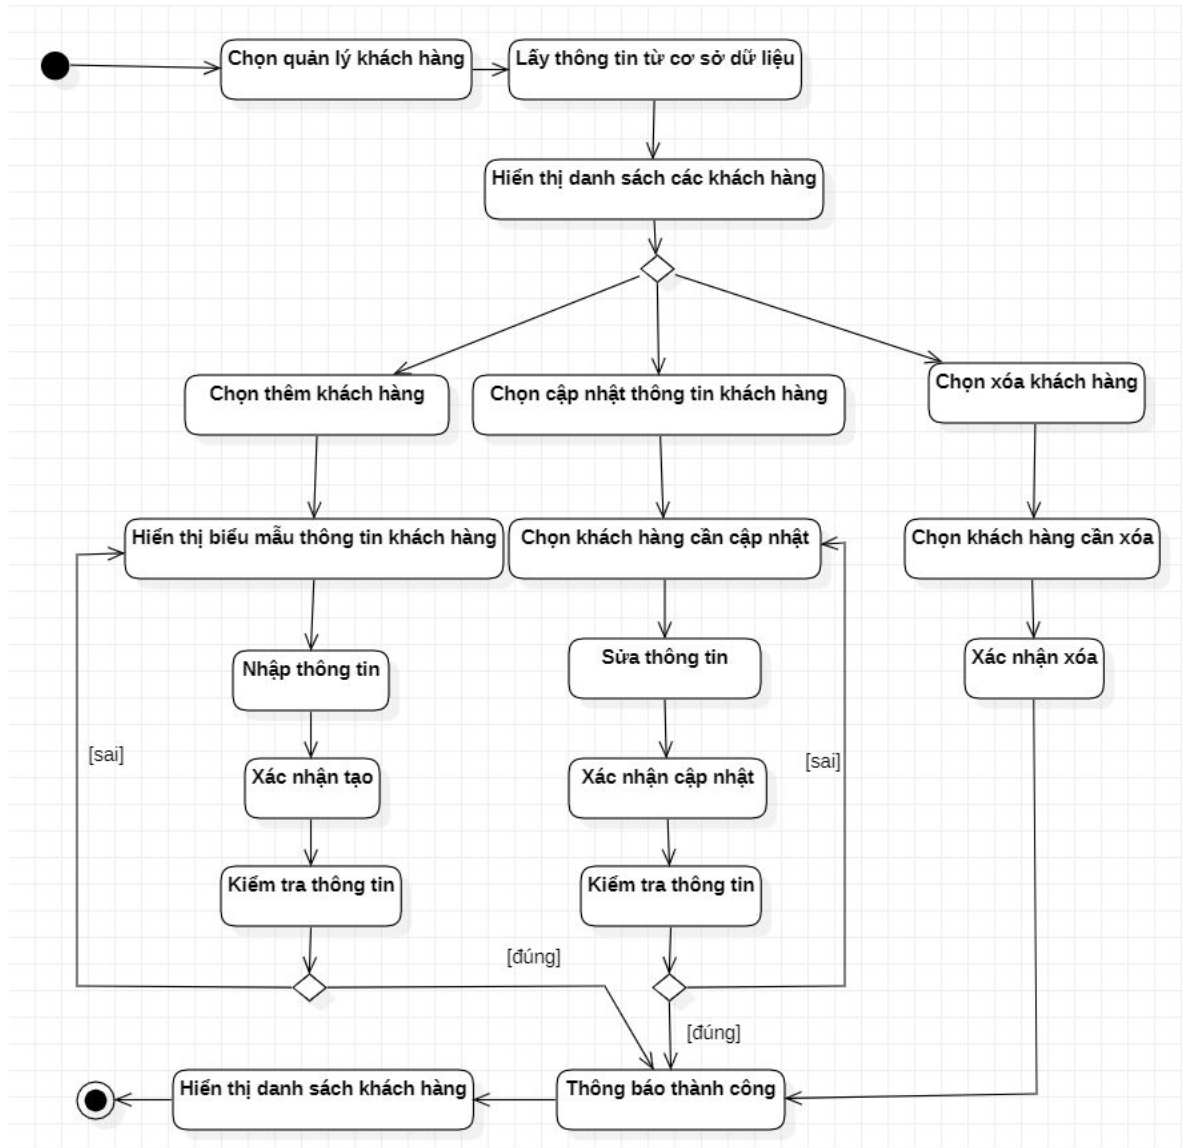 Chọn quản lý khách hàng
Lấy thông tin từ cơ sở dữ liệu
Hiển thị danh sách các khách hàng
Chọn thêm khách hàng
Chọn cập nhật thông tin khách hàng
Chọn xóa khách hàng
Hiển thị biểu mẫu thông tin khách hàng
Chọn khách hàng cần cập nhật
Chọn khách hàng cần xóa
Nhập thông tin
Sửa thông tin
Xác nhận xóa
[sai]
Xác nhận tạo
Xác nhận cập nhật
[sai]
Kiểm tra thông tin
Kiểm tra thông tin
[đúng]
[đúng]
Hiển thị danh sách khách hàng
Thông báo thành công